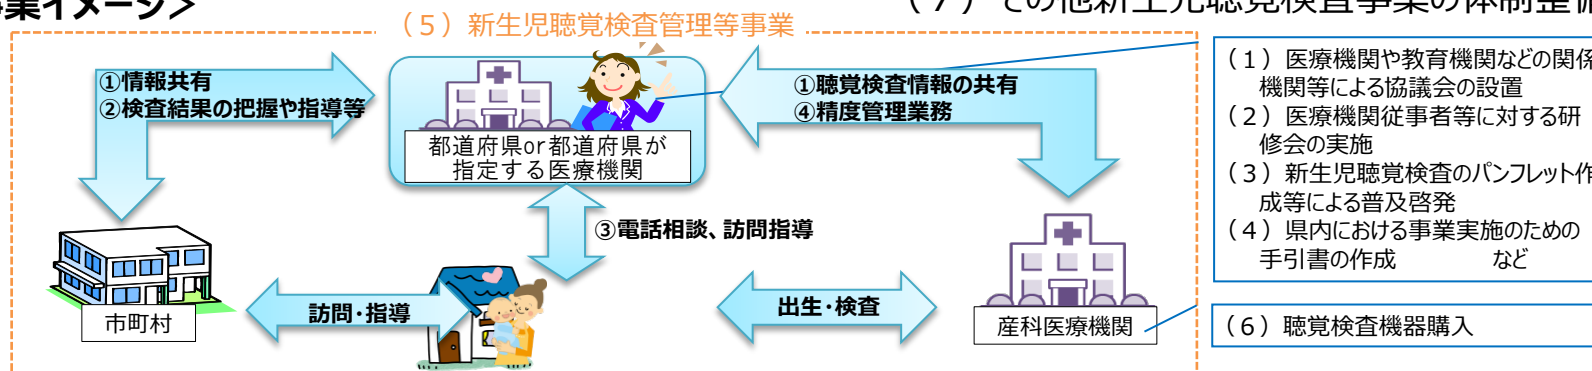 事業イメージ＞
（７）その他新生児聴覚検査事業の体制整備
（５）新生児聴覚検査管理等事業
①情報共有
②検査結果の把握や指導等
都道府県or都道府県が
指定する医療機関
①聴覚検査情報の共有
④精度管理業務
③電話相談、訪問指導
市町村
訪問・指導
出生・検査
産科医療機関
（１）医療機関や教育機関などの関係
機関等による協議会の設置
（２）医療機関従事者等に対する研
修会の実施
（３）新生児聴覚検査のパンフレット作
成等による普及啓発
（４）県内における事業実施のための
手引書の作成　　　　など
（６）聴覚検査機器購入